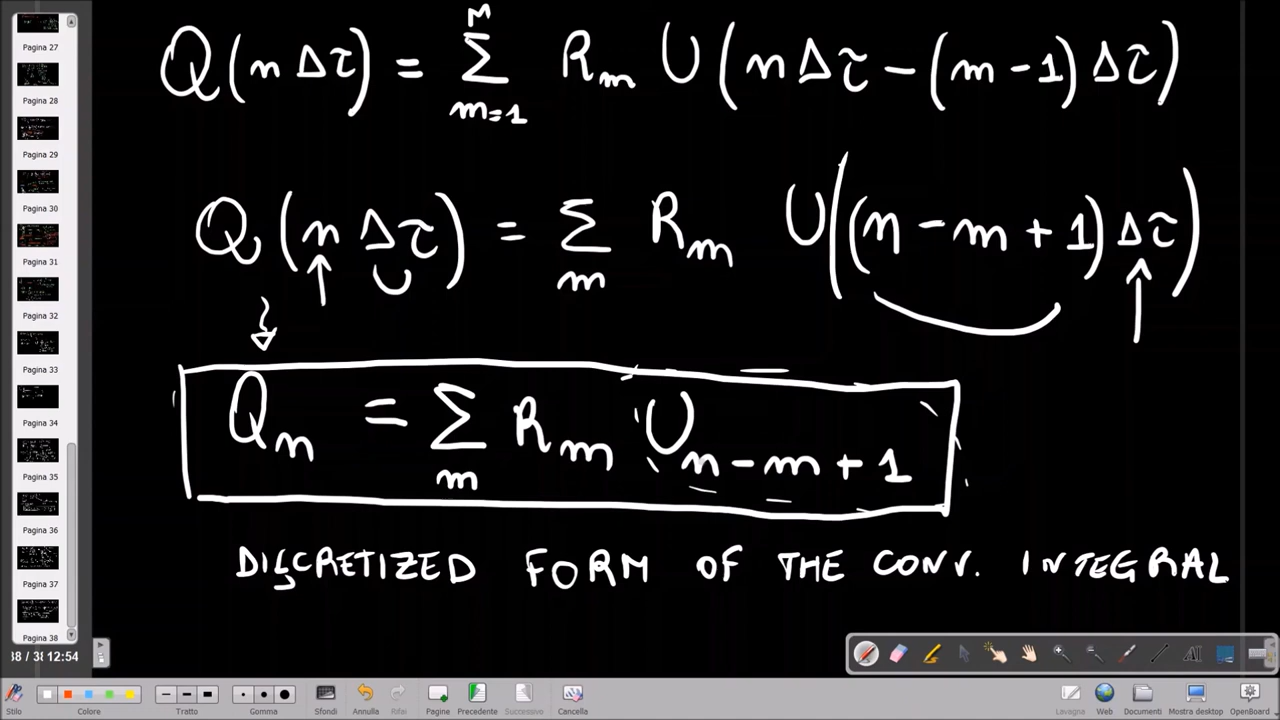 Pagina 27
Pagina 28
Pagina 29
Pagina 30
Pagina 31
Pagina 32
Pagina 33
Pagina 34
Pagina 35
Pagina 36
Pagina 37
Pagina 38
Q(nΔτ) = Σ_{m=1}^{M} R_m U(nΔτ − (m−1)Δτ)
Q(nΔτ) = Σ_m R_m U((n−m+1)Δτ)
Q_n = Σ_m R_m U_{n−m+1}
DISCRETIZED FORM OF THE CONV. INTEGRAL
12:54
Stilo Colore Tratto Gomma Sfondi Annulla Rifai Pagine Precedente Successivo Cancella Lavagna Web Documenti Mostra desktop OpenBoard